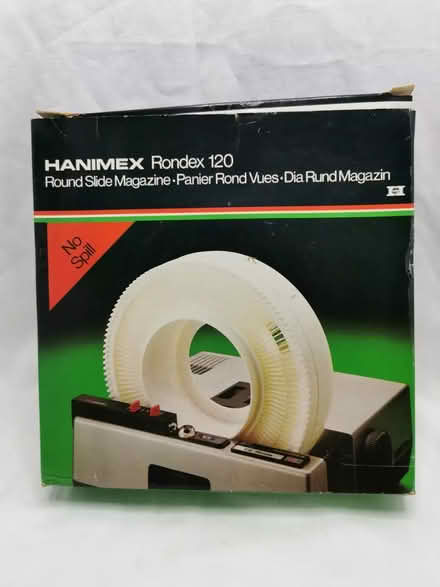 HANIMEX Rondex 120
Round Slide Magazine·Panier Rond Vues·Dia Rund Magazin
No
Spill